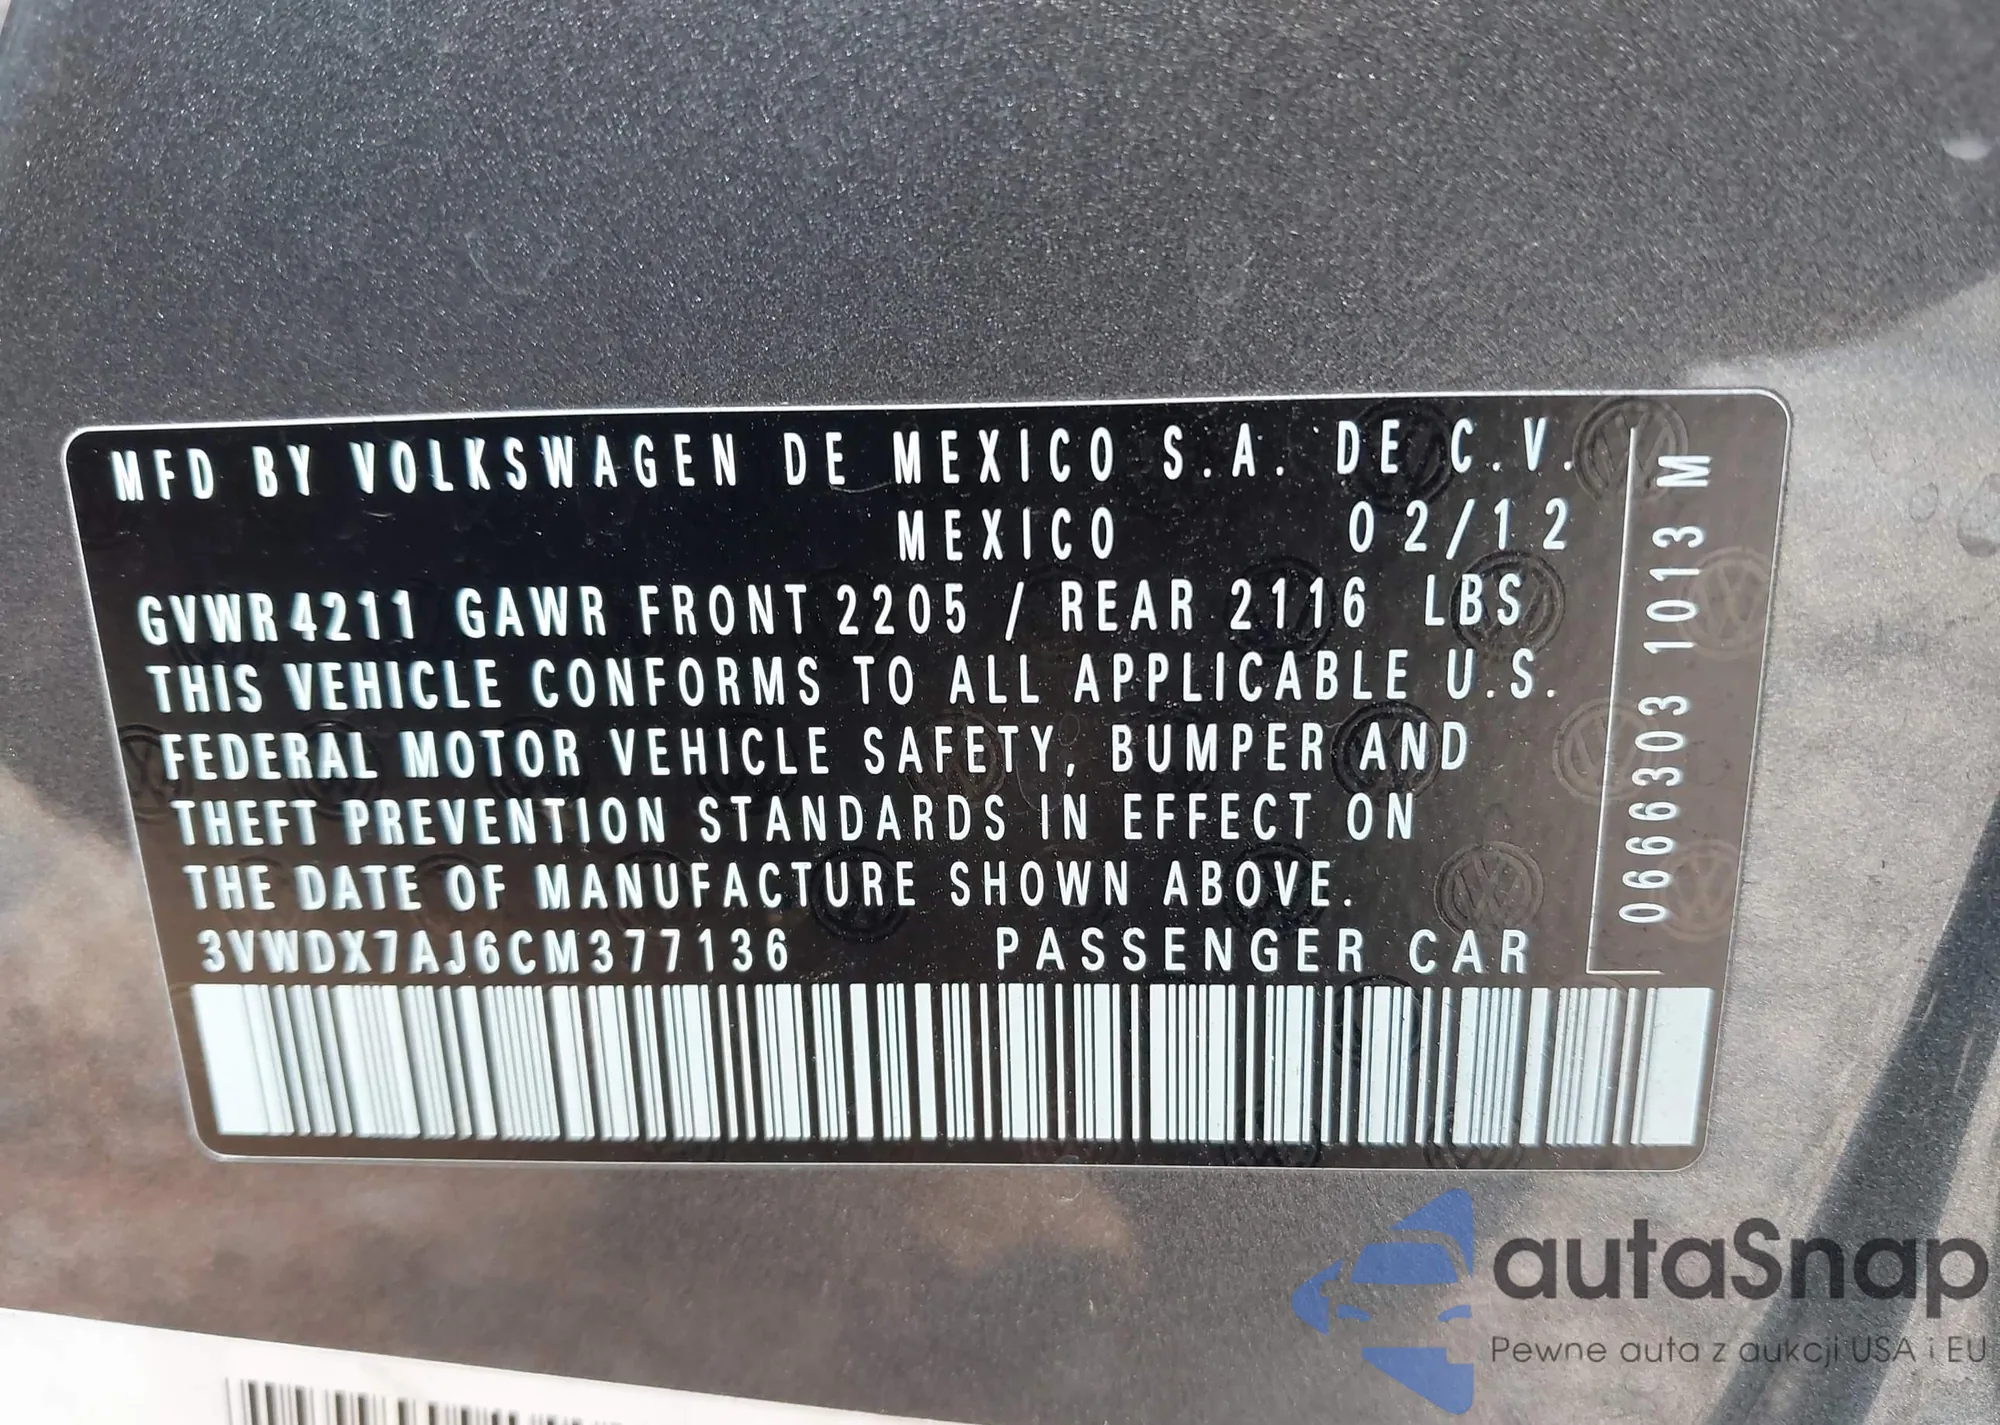 MFD BY VOLKSWAGEN DE MEXICO S.A. DE C.V.
MEXICO 02/12
GVWR 4211 GAWR FRONT 2205 / REAR 2116 LBS
THIS VEHICLE CONFORMS TO ALL APPLICABLE U.S.
FEDERAL MOTOR VEHICLE SAFETY, BUMPER AND
THEFT PREVENTION STANDARDS IN EFFECT ON
THE DATE OF MANUFACTURE SHOWN ABOVE.
3VWDX7AJ6CM377136 PASSENGER CAR
0666303 1013 M
autaSnap
Pewne auta z aukcji USA i EU